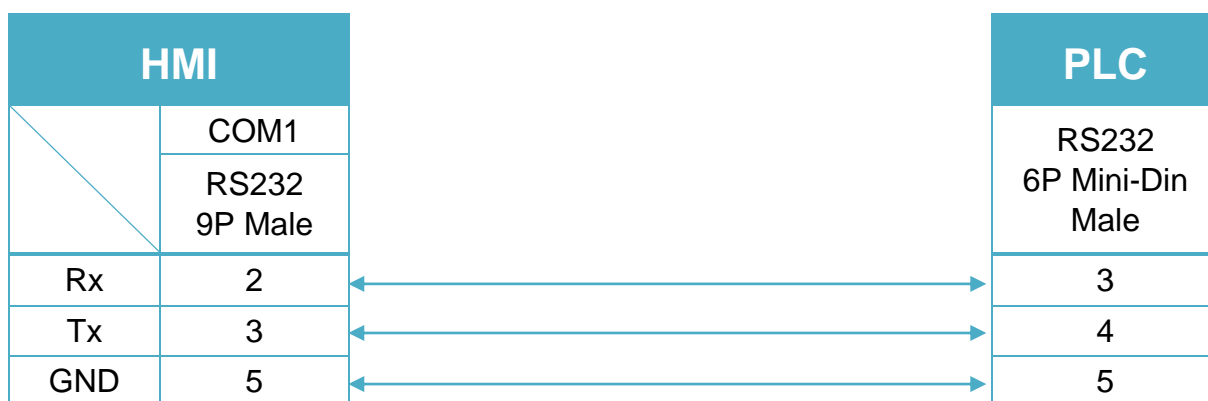 HMI
PLC
COM1
RS232
9P Male
RS232
6P Mini-Din
Male
Rx 2 3
Tx 3 4
GND 5 5